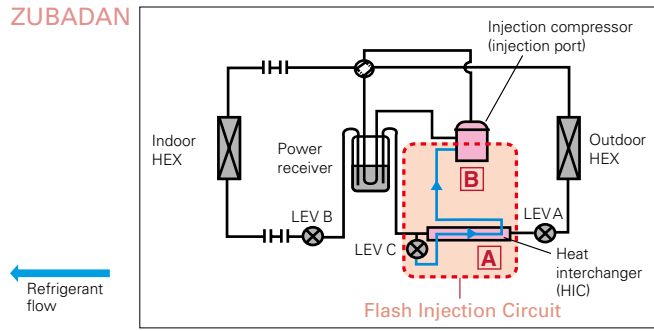 ZUBADAN
Injection compressor
(injection port)
Indoor
HEX
Power
receiver
Outdoor
HEX
B
LEV B
LEV A
LEV C
A
Heat
interchanger
(HIC)
Refrigerant
flow
Flash Injection Circuit